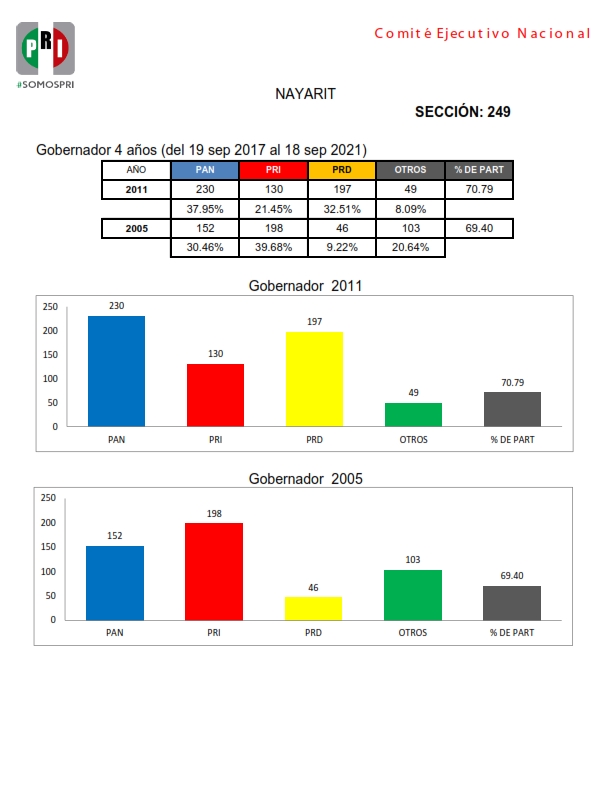 Comité Ejecutivo Nacional
PRI
#SOMOSPRI
NAYARIT
SECCIÓN: 249
Gobernador 4 años (del 19 sep 2017 al 18 sep 2021)
AÑO PAN PRI PRD OTROS % DE PART
2011 230 130 197 49 70.79
37.95% 21.45% 32.51% 8.09%
2005 152 198 46 103 69.40
30.46% 39.68% 9.22% 20.64%
Gobernador 2011
250
200
150
100
50
0
230
130
197
49
70.79
PAN PRI PRD OTROS % DE PART
Gobernador 2005
250
200
150
100
50
0
152
198
46
103
69.40
PAN PRI PRD OTROS % DE PART